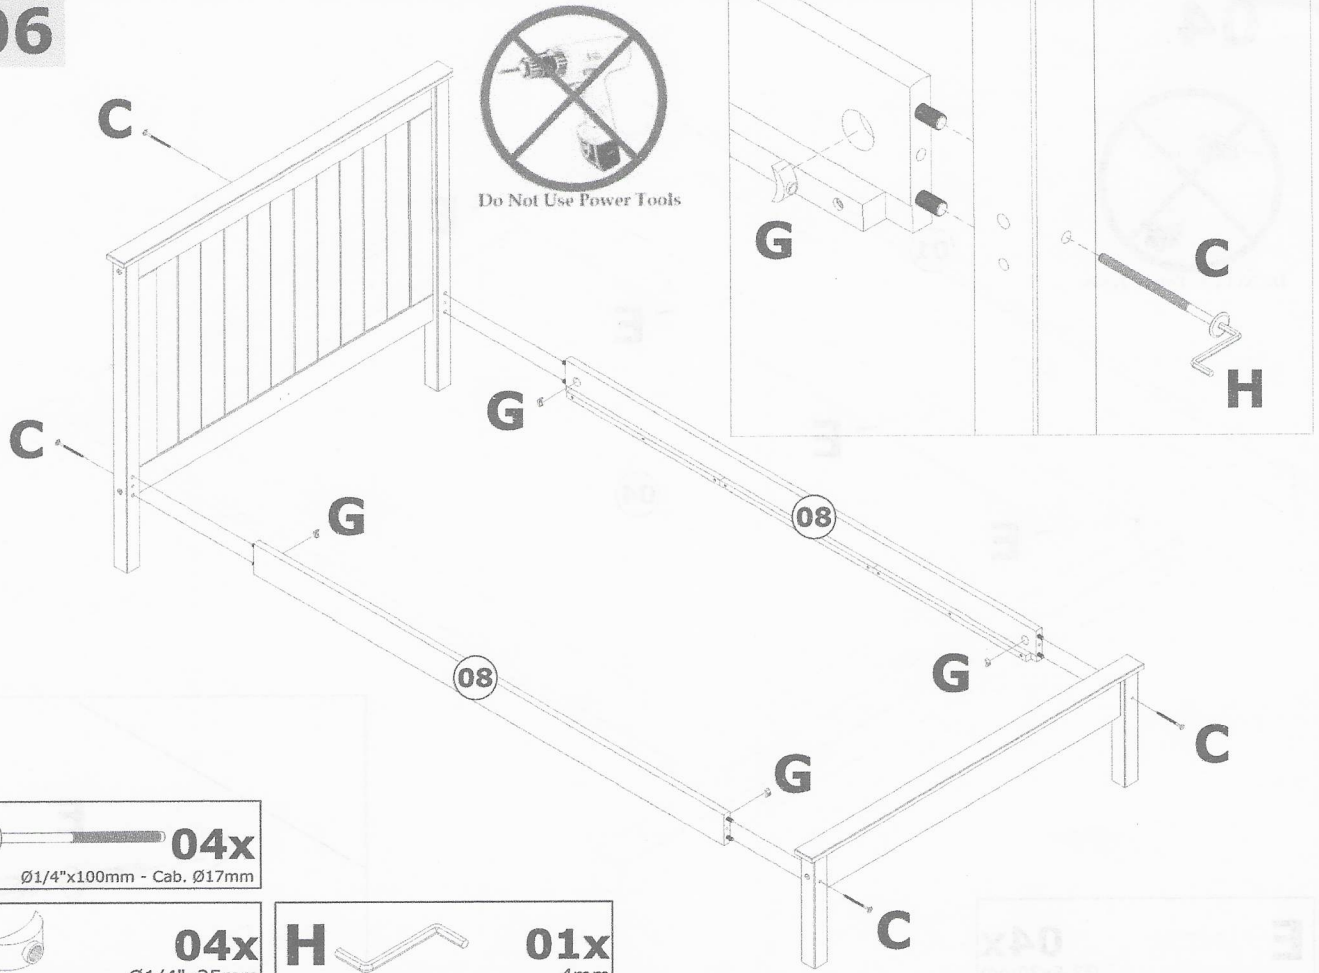 06
C
Do Not Use Power Tools
G
C
H
C
G
G
08
08
G
G
C
C
04x
Ø1/4"x100mm - Cab. Ø17mm
04x
H
01x